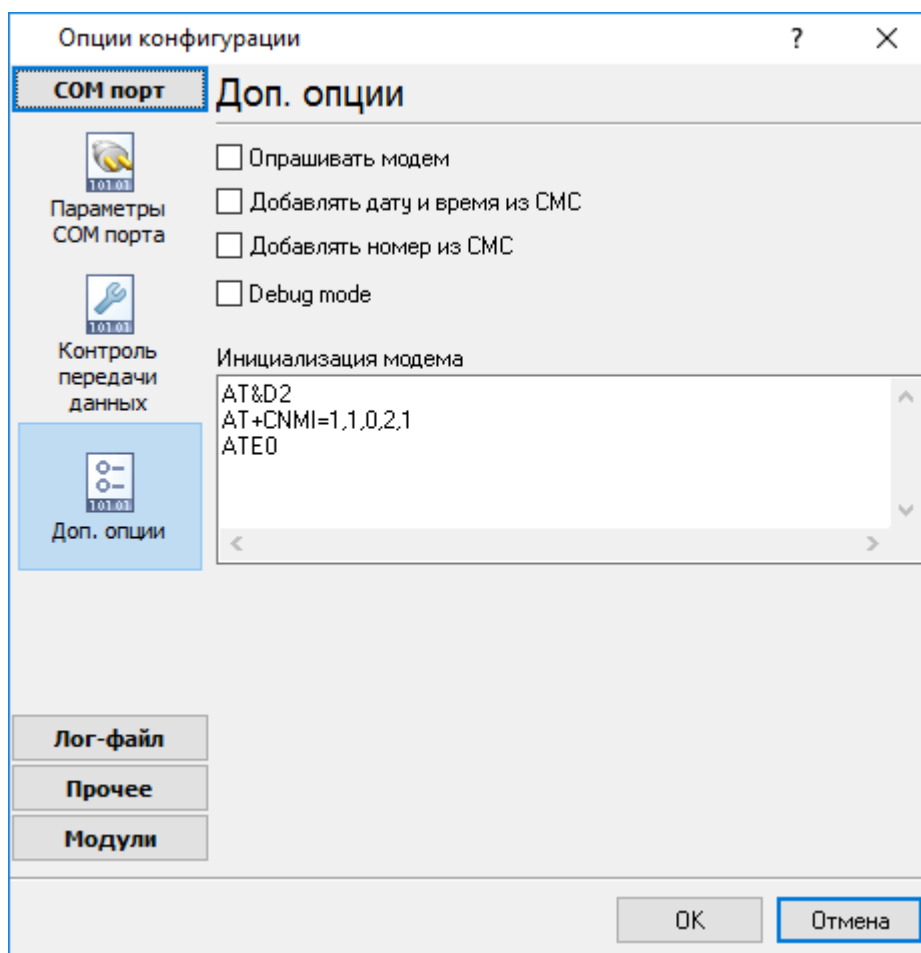 Опции конфигурации
?
COM порт
Доп. опции
101.01
Параметры
COM порта
101.01
Контроль
передачи
данных
101.01
Доп. опции
Опрашивать модем
Добавлять дату и время из СМС
Добавлять номер из СМС
Debug mode
Инициализация модема
AT&D2
AT+CNMI=1,1,0,2,1
ATE0
Лог-файл
Прочее
Модули
OK
Отмена